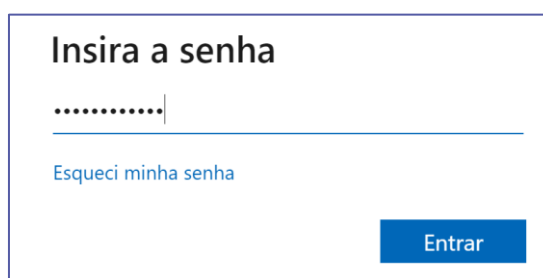 Insira a senha
••••••••••••
Esqueci minha senha
Entrar